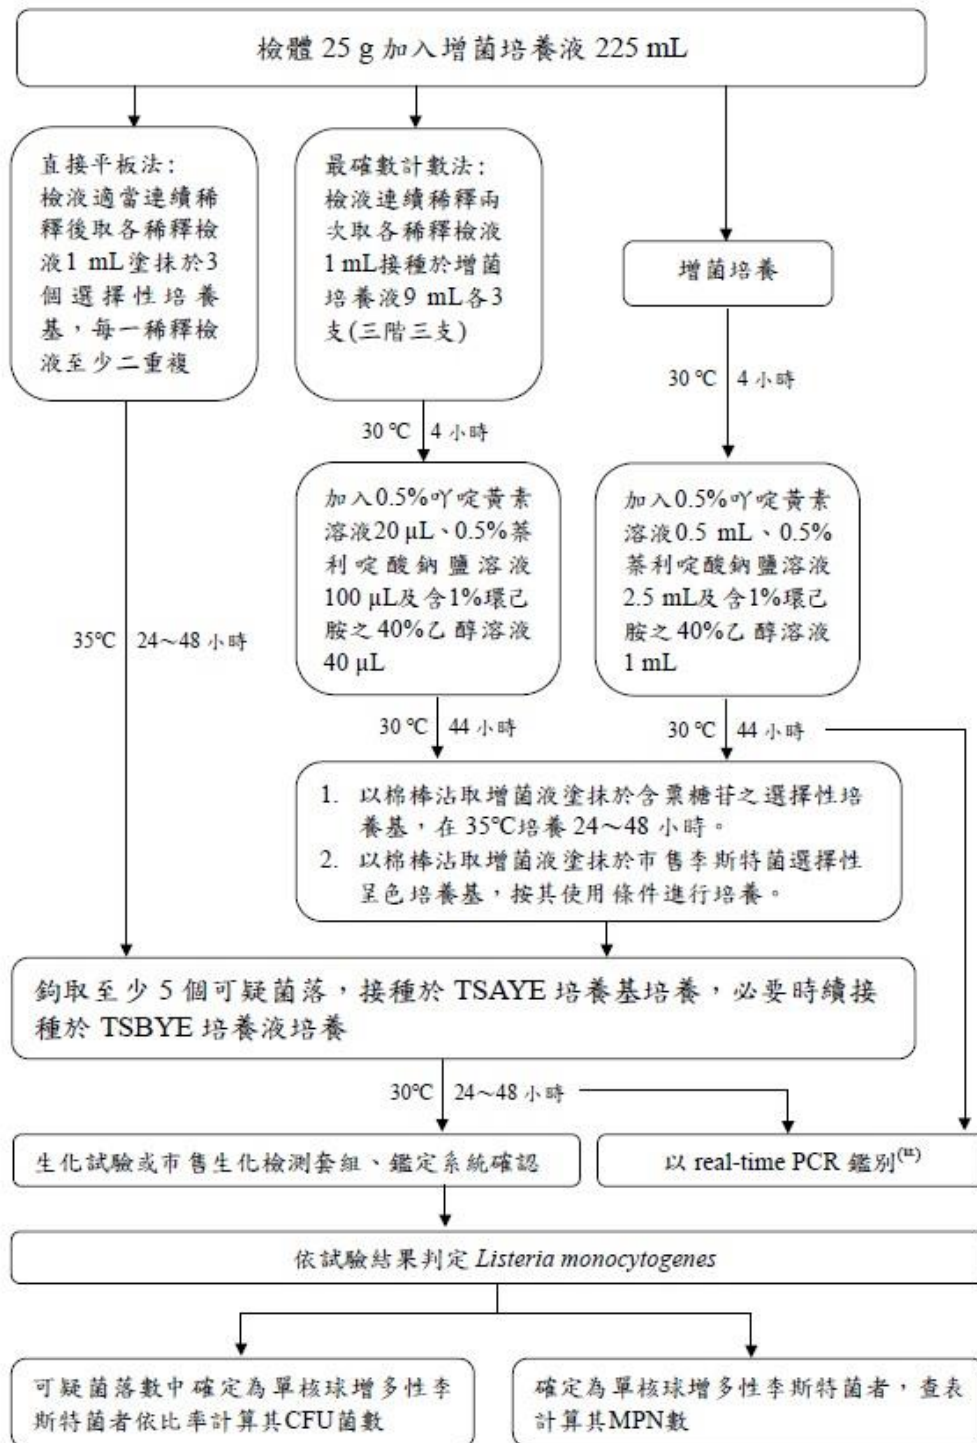 檢體 25 g 加入增菌培養液 225 mL
直接平板法:
檢液適當連續稀
釋後取各稀釋檢
液1 mL塗抹於3
個選擇性培養
基，每一稀釋檢
液至少二重複
最確數計數法:
檢液連續稀釋兩
次取各稀釋檢液
1 mL接種於增菌
培養液9 mL各3
支(三階三支)
增菌培養
30 ℃ 4 小時
30 ℃ 4 小時
加入0.5%吖啶黃素
溶液20 μL、0.5%萘
利啶酸鈉鹽溶液
100 μL及含1%環己
胺之40%乙醇溶液
40 μL
加入0.5%吖啶黃素
溶液0.5 mL、0.5%
萘利啶酸鈉鹽溶液
2.5 mL及含1%環己
胺之40%乙醇溶液
1 mL
35℃ 24～48 小時
30 ℃ 44 小時
30 ℃ 44 小時
1. 以棉棒沾取增菌液塗抹於含七葉糖苷之選擇性培
養基，在 35℃培養 24～48 小時。
2. 以棉棒沾取增菌液塗抹於市售李斯特菌選擇性
呈色培養基，按其使用條件進行培養。
鉤取至少 5 個可疑菌落，接種於 TSAYE 培養基培養，必要時續接
種於 TSBYE 培養液培養
30℃ 24～48 小時
生化試驗或市售生化檢測套組、鑑定系統確認
以 real-time PCR 鑑別(註)
依試驗結果判定 Listeria monocytogenes
可疑菌落數中確定為單核球增多性李
斯特菌者依比率計算其CFU菌數
確定為單核球增多性李斯特菌者，查表
計算其MPN數